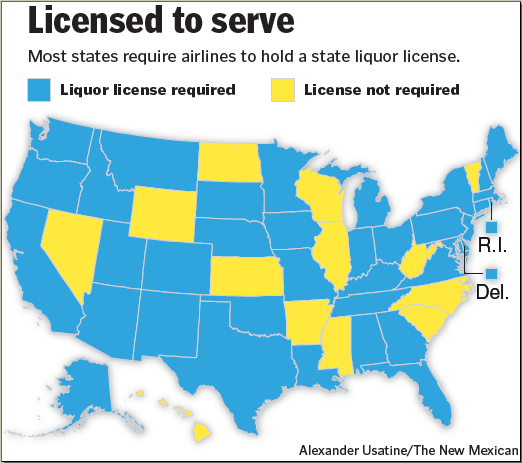 Licensed to serve
Most states require airlines to hold a state liquor license.
Liquor license required
License not required
R.I.
Del.
Alexander Usatine/The New Mexican